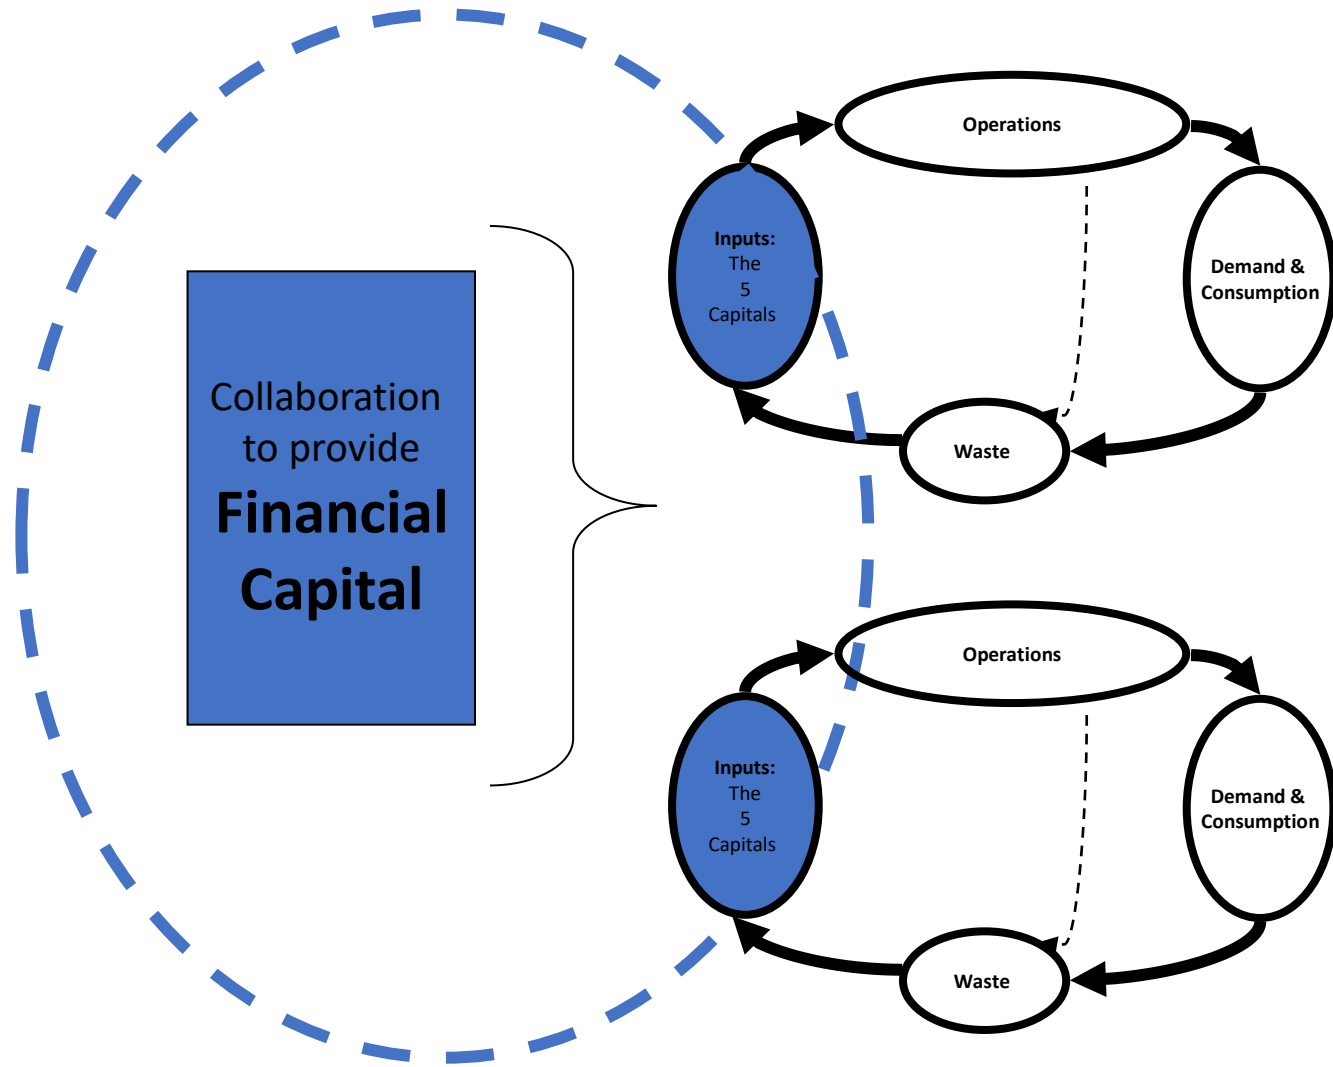 Collaboration
to provide
Financial
Capital
Operations
Inputs:
The
5
Capitals
Demand &
Consumption
Waste
Operations
Inputs:
The
5
Capitals
Demand &
Consumption
Waste